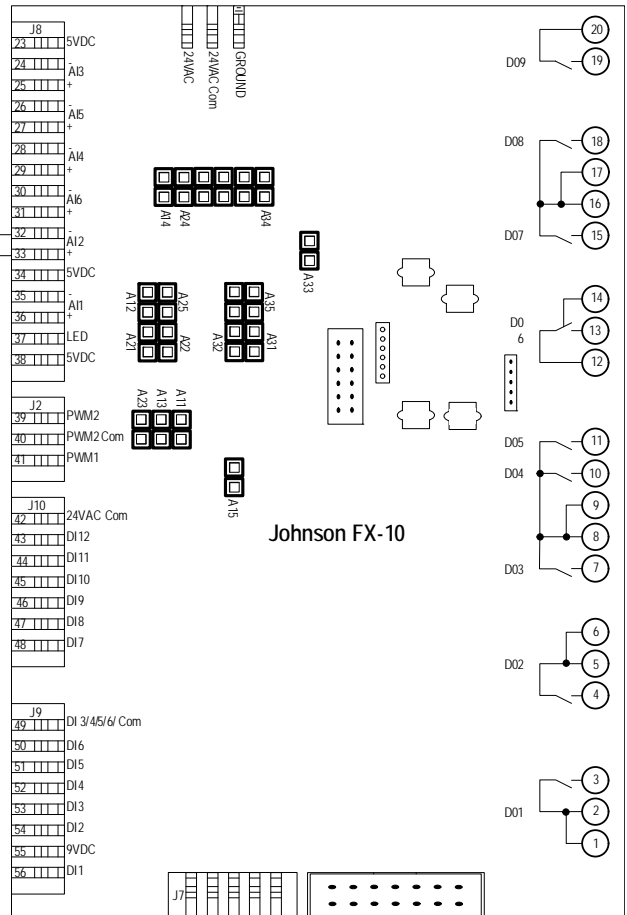 J8
23 5VDC
24 -
AI3
25 +
26 -
AI5
27 +
28 -
AI4
29 +
30 -
AI6
31 +
32 -
AI2
33 +
34 5VDC
35 -
AI1
36 +
37 LED
38 5VDC
J2
39 PWM2
40 PWM2 Com
41 PWM1
J10
42 24VAC Com
43 DI12
44 DI11
45 DI10
46 DI9
47 DI8
48 DI7
J9
49 DI 3/4/5/6/ Com
50 DI6
51 DI5
52 DI4
53 DI3
54 DI2
55 9VDC
56 DI1
24VAC
24VAC Com
GROUND
A14
A24
A34
A33
A12
A25
A21
A22
A35
A32
A31
A23
A13
A11
A15
Johnson FX-10
J7
20
D09
19
D08
18
17
16
D07
15
14
D0
6
13
12
D05
11
D04
10
9
8
D03
7
6
D02
5
4
3
D01
2
1